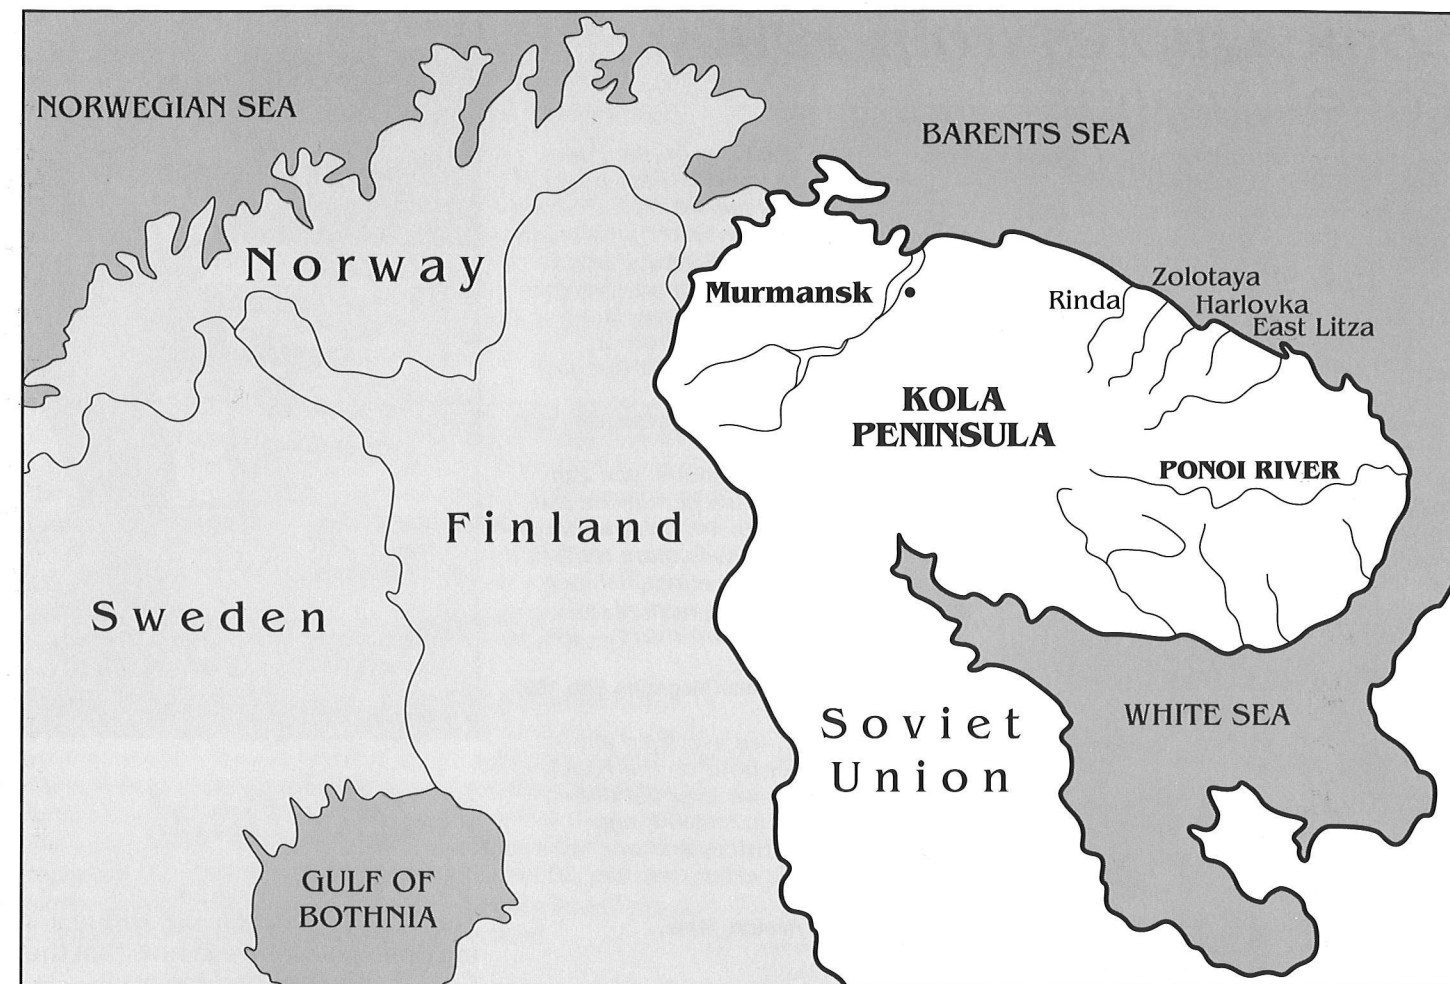 NORWEGIAN SEA
BARENTS SEA
Norway
Murmansk
Rinda
Zolotaya
Harlovka
East Litza
KOLA
PENINSULA
PONOI RIVER
Finland
Sweden
Soviet
Union
WHITE SEA
GULF OF
BOTHNIA